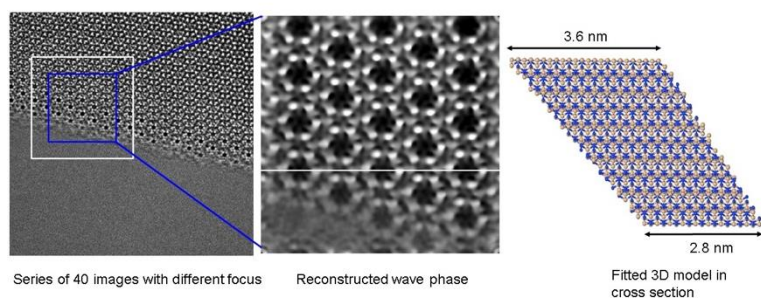 3.6 nm
2.8 nm
Series of 40 images with different focus
Reconstructed wave phase
Fitted 3D model in
cross section